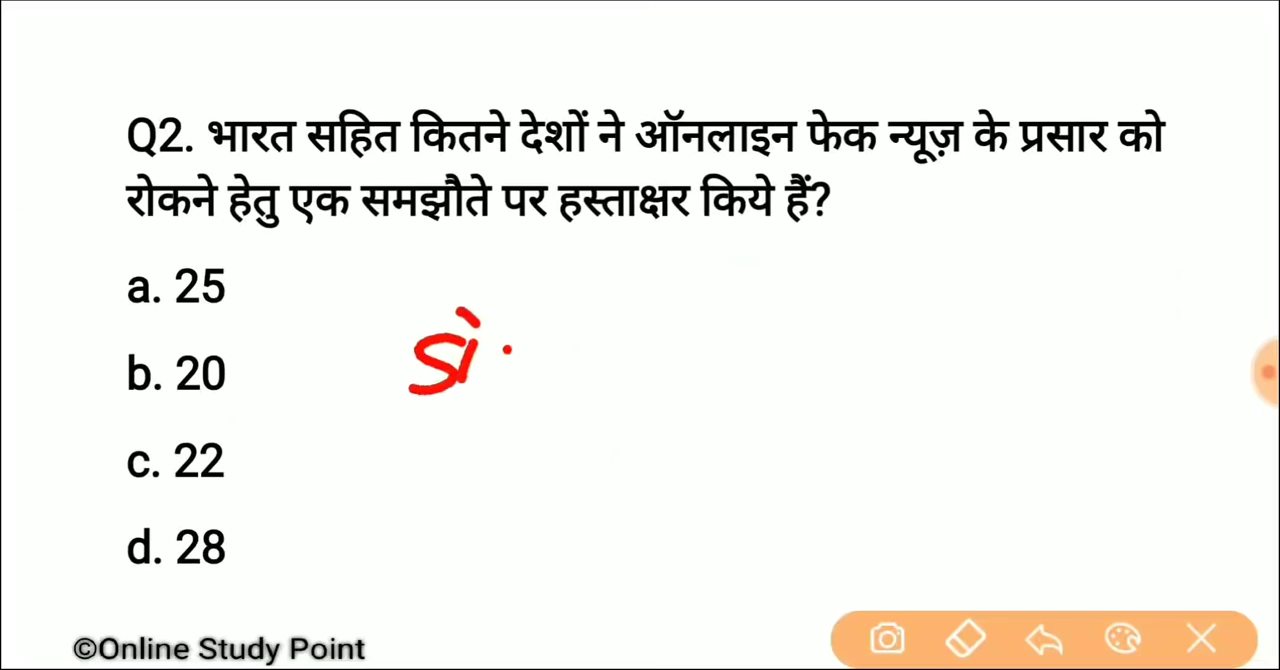 Q2. भारत सहित कितने देशों ने ऑनलाइन फेक न्यूज़ के प्रसार को
रोकने हेतु एक समझौते पर हस्ताक्षर किये हैं?
a. 25
b. 20
c. 22
d. 28
©Online Study Point